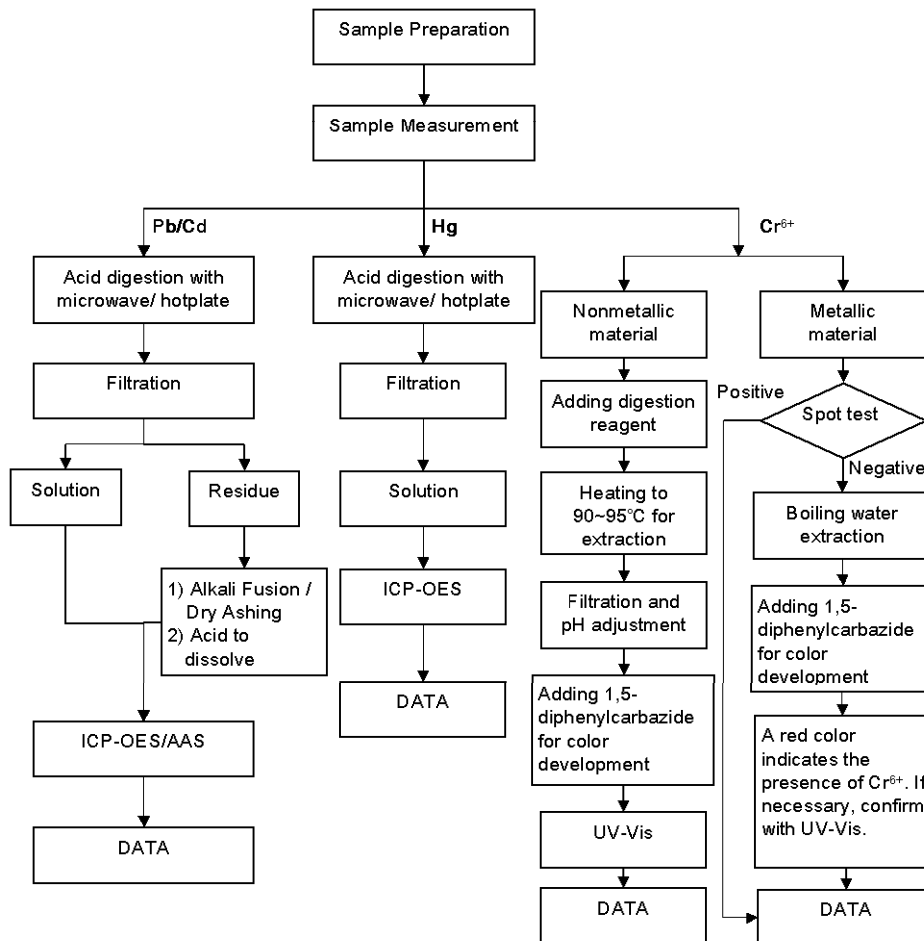 Sample Preparation
Sample Measurement
Pb/Cd
Hg
Cr⁶⁺
Acid digestion with
microwave/ hotplate
Filtration
Solution
Residue
1) Alkali Fusion /
Dry Ashing
2) Acid to
dissolve
ICP-OES/AAS
DATA
Acid digestion with
microwave/ hotplate
Filtration
Solution
ICP-OES
DATA
Nonmetallic
material
Adding digestion
reagent
Heating to
90~95°C for
extraction
Filtration and
pH adjustment
Adding 1,5-
diphenylcarbazide
for color
development
UV-Vis
DATA
Metallic
material
Positive
Spot test
Negative
Boiling water
extraction
Adding 1,5-
diphenylcarbazide
for color
development
A red color
indicates the
presence of Cr⁶⁺. If
necessary, confirm
with UV-Vis.
DATA